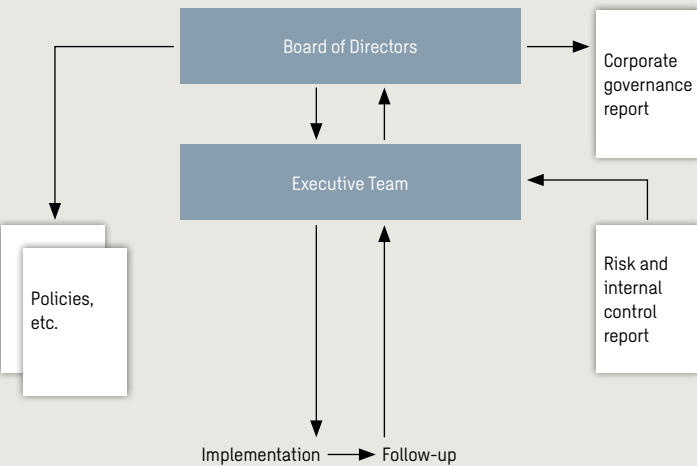 Board of Directors
Corporate
governance
report
Executive Team
Policies,
etc.
Risk and
internal
control
report
Implementation
Follow-up